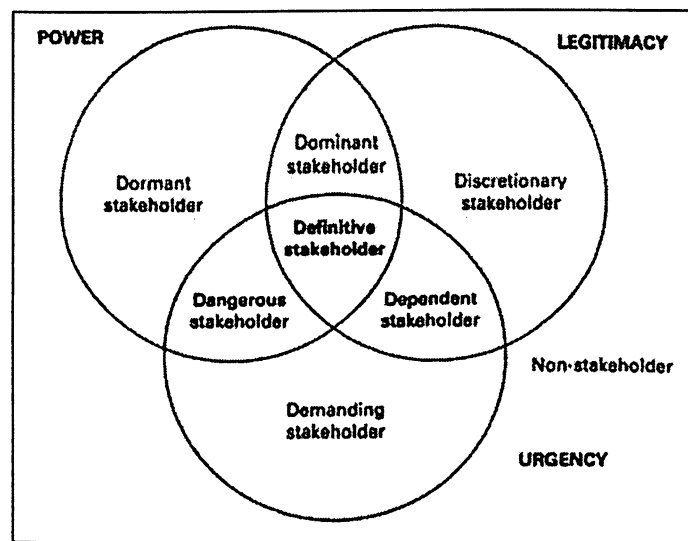 POWER
LEGITIMACY
Dominant
stakeholder
Dormant
stakeholder
Discretionary
stakeholder
Definitive
stakeholder
Dangerous
stakeholder
Dependent
stakeholder
Non-stakeholder
Demanding
stakeholder
URGENCY